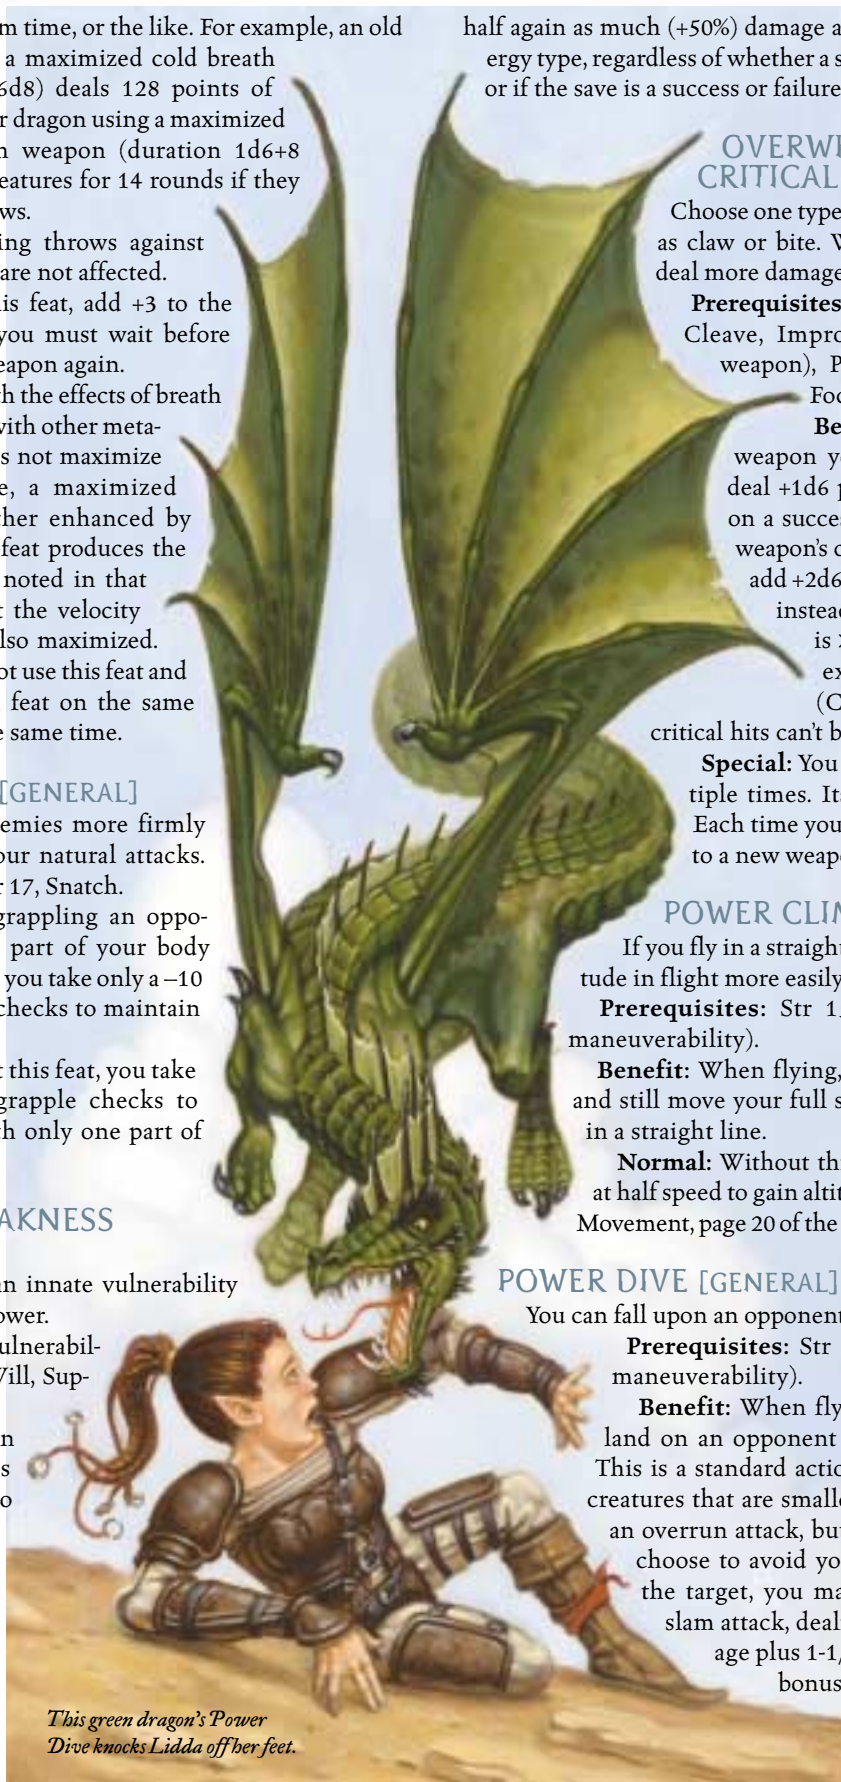 m time, or the like. For example, an old
a maximized cold breath
6d8) deals 128 points of
r dragon using a maximized
n weapon (duration 1d6+8
eatures for 14 rounds if they
ws.
ing throws against
are not affected.
is feat, add +3 to the
you must wait before
eapon again.
h the effects of breath
with other meta-
s not maximize
e, a maximized
her enhanced by
feat produces the
noted in that
t the velocity
lso maximized.
ot use this feat and
feat on the same
e same time.
[GENERAL]
emies more firmly
our natural attacks.
r 17, Snatch.
grappling an oppo-
part of your body
you take only a –10
checks to maintain
t this feat, you take
grapple checks to
h only one part of
AKNESS
an innate vulnerability
ower.
ulnerabil-
Will, Sup-
n
s
o
half again as much (+50%) damage a
ergy type, regardless of whether a s
or if the save is a success or failure
OVERWH
CRITICAL
Choose one type
as claw or bite. W
deal more damage
Prerequisites
Cleave, Impro
weapon), P
Foc
Be
weapon y
deal +1d6 p
on a succes
weapon's c
add +2d6
instea
is
ex
(C
critical hits can't b
Special: You
tiple times. It
Each time you
to a new weap
POWER CLIM
If you fly in a straight
tude in flight more easily
Prerequisites: Str 1
maneuverability).
Benefit: When flying,
and still move your full s
in a straight line.
Normal: Without th
at half speed to gain altit
Movement, page 20 of the
POWER DIVE [GENERAL]
You can fall upon an opponent
Prerequisites: Str
maneuverability).
Benefit: When fly
land on an opponent
This is a standard actio
creatures that are smalle
an overrun attack, but
choose to avoid yo
the target, you ma
slam attack, deal
age plus 1-1/
bonus
This green dragon's Power
Dive knocks Lidda off her feet.